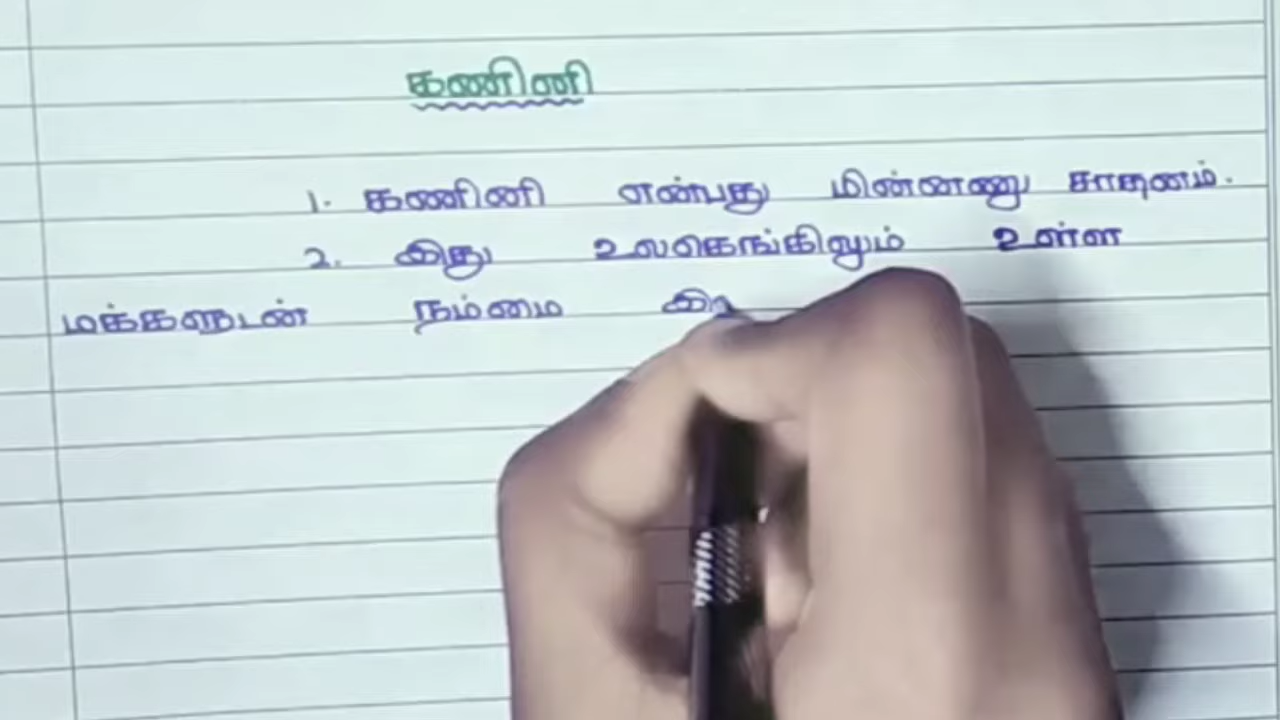 கணினி
1. கணினி என்பது மின்னணு சாதனம்.
2. இது உலகெங்கிலும் உள்ள
மக்களுடன் நம்மை